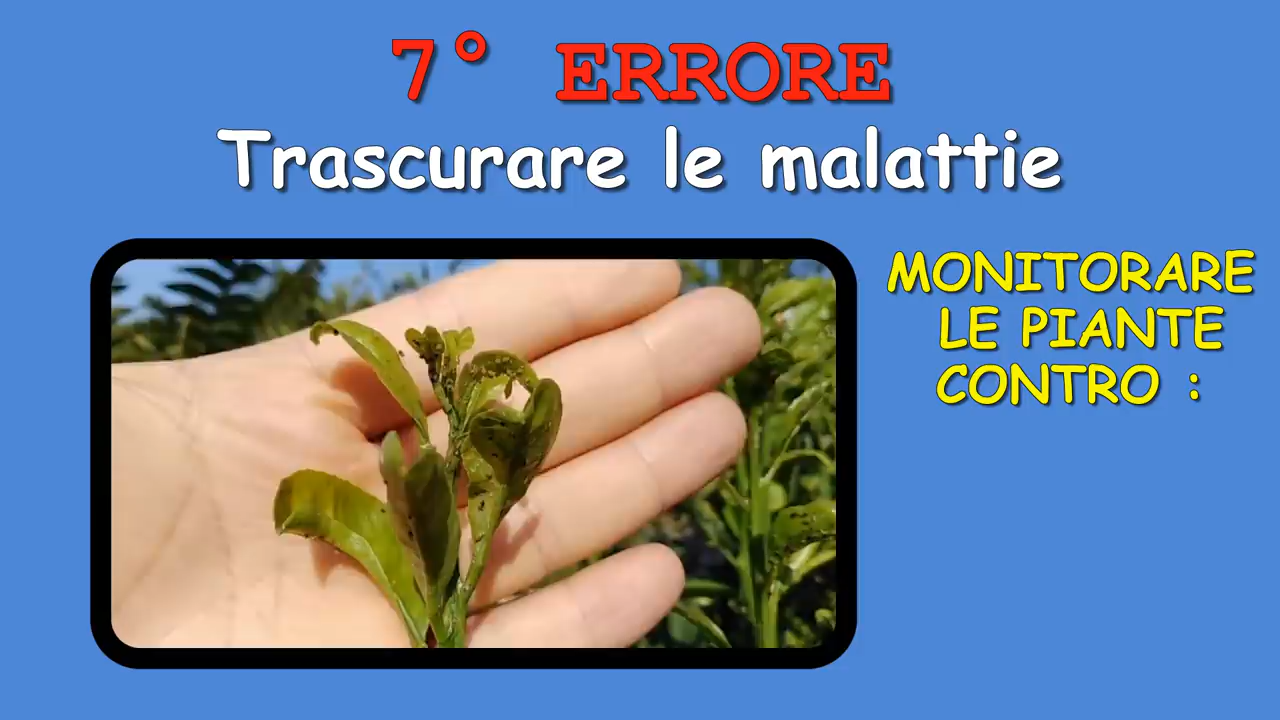 7° ERRORE
Trascurare le malattie
MONITORARE
LE PIANTE
CONTRO :